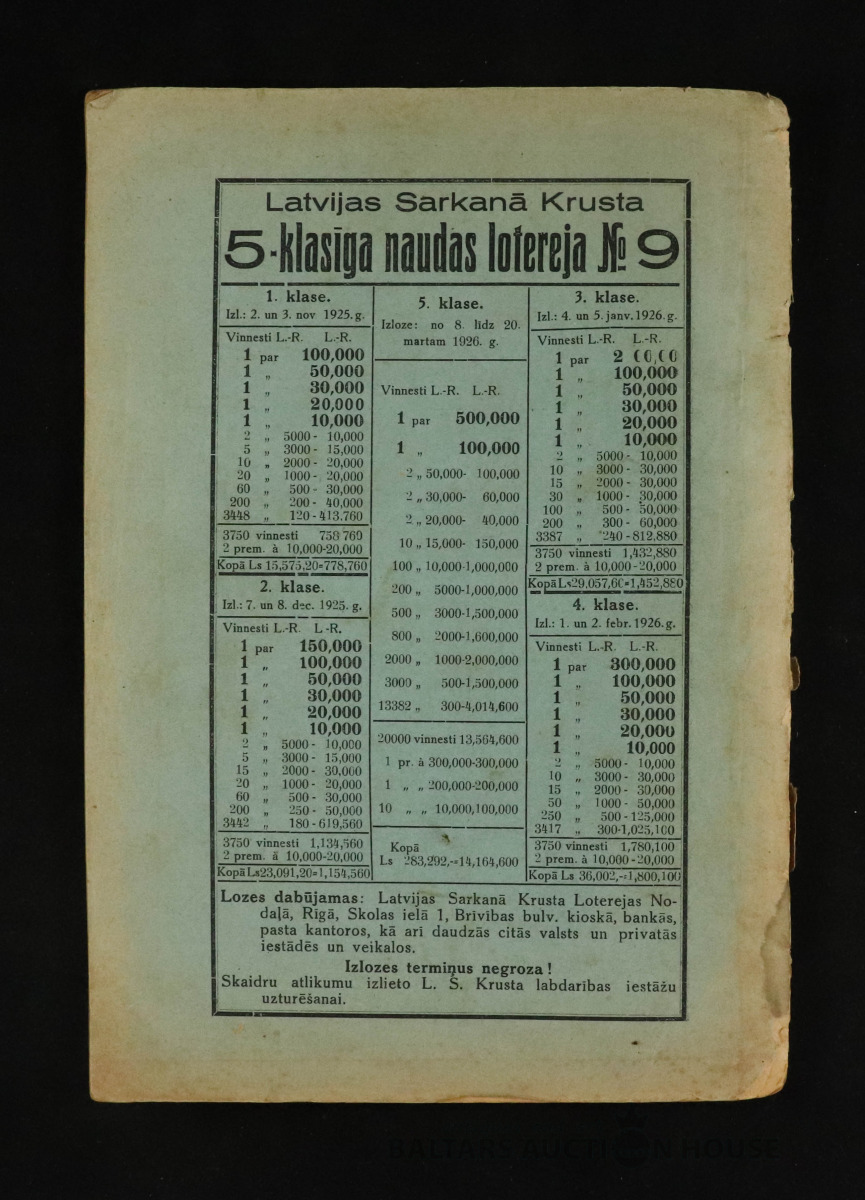 Latvijas Sarkanā Krusta
5-klasīga naudas lotereja № 9
1. klase.
Izl.: 2. un 3. nov 1925. g.
Vinnesti L.-R. L.-R.
1 par 100,000
1 „ 50,000
1 „ 30,000
1 „ 20,000
1 „ 10,000
2 „ 5000 - 10,000
5 „ 3000 - 15,000
10 „ 2000 - 20,000
20 „ 1000 - 20,000
60 „ 500 - 30,000
200 „ 200 - 40,000
3448 „ 120 - 413.760
3750 vinnesti 758 760
2 prem. à 10,000-20,000
Kopā Ls 15,575,20=778,760
2. klase.
Izl.: 7. un 8. dec. 1925. g.
Vinnesti L.-R. L-R.
1 par 150,000
1 „ 100,000
1 „ 50,000
1 „ 30,000
1 „ 20,000
1 „ 10,000
2 „ 5000 - 10,000
5 „ 3000 - 15,000
15 „ 2000 - 30,000
20 „ 1000 - 20,000
60 „ 500 - 30,000
200 „ 250 - 50,000
3442 „ 180 - 619,560
3750 vinnesti 1,134,560
2 prem. à 10,000-20,000
Kopā Ls 23,091,20=1,154,560
5. klase.
Izloze: no 8. līdz 20.
martam 1926. g.
Vinnesti L.-R. L.-R.
1 par 500,000
1 „ 100,000
2 „ 50,000- 100,000
2 „ 30,000- 60,000
2 „ 20,000- 40,000
10 „ 15,000- 150,000
100 „ 10,000-1,000,000
200 „ 5000-1,000,000
500 „ 3000-1,500,000
800 „ 2000-1,600,000
2000 „ 1000-2,000,000
3000 „ 500-1,500,000
13382 „ 300-4,014,600
20000 vinnesti 13,564,600
1 pr. à 300,000-300,000
1 „ „ 200,000-200,000
10 „ „ 10,000,100,000
Kopā
Ls 283,292,-=14,164,600
3. klase.
Izl.: 4. un 5. janv. 1926. g.
Vinnesti L.-R. L.-R.
1 par 2 00,00
1 „ 100,000
1 „ 50,000
1 „ 30,000
1 „ 20,000
1 „ 10,000
2 „ 5000 - 10,000
10 „ 3000 - 30,000
15 „ 2000 - 30,000
30 „ 1000 - 30,000
100 „ 500 - 50,000
200 „ 300 - 60,000
3387 „ 240 - 812.880
3750 vinnesti 1,432,880
2 prem. à 10,000 - 20,000
Kopā Ls 29,057,60=1,452,880
4. klase.
Izl.: 1. un 2. febr. 1926. g.
Vinnesti L.-R. L.-R.
1 par 300,000
1 „ 100,000
1 „ 50,000
1 „ 30,000
1 „ 20,000
1 „ 10,000
2 „ 5000 - 10,000
10 „ 3000 - 30,000
15 „ 2000 - 30,000
50 „ 1000 - 50,000
250 „ 500 - 125,000
3417 „ 300-1,025,100
3750 vinnesti 1,780,100
2 prem. à 10,000 - 20,000
Kopā Ls 36,002,-=1,800,100
Lozes dabūjamas: Latvijas Sarkanā Krusta Loterejas No-
daļā, Rīgā, Skolas ielā 1, Brīvības bulv. kioskā, bankās,
pasta kantoros, kā arī daudzās citās valsts un privatās
iestādēs un veikalos.
Izlozes termiņus negroza!
Skaidru atlikumu izlieto L. S. Krusta labdarības iestāžu
uzturēšanai.
BALTARS AUCTION HOUSE